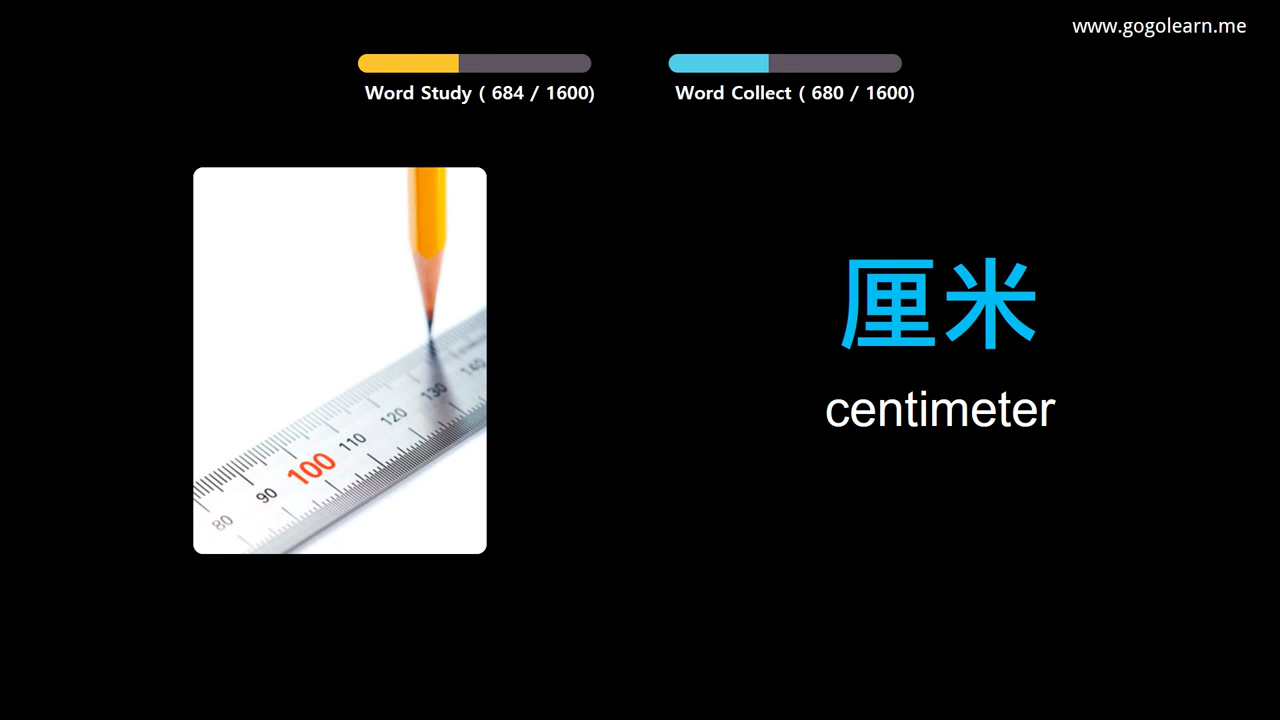 www.gogolearn.me
Word Study ( 684 / 1600)
Word Collect ( 680 / 1600)
厘米
centimeter
80
90
100
110
120
130
140